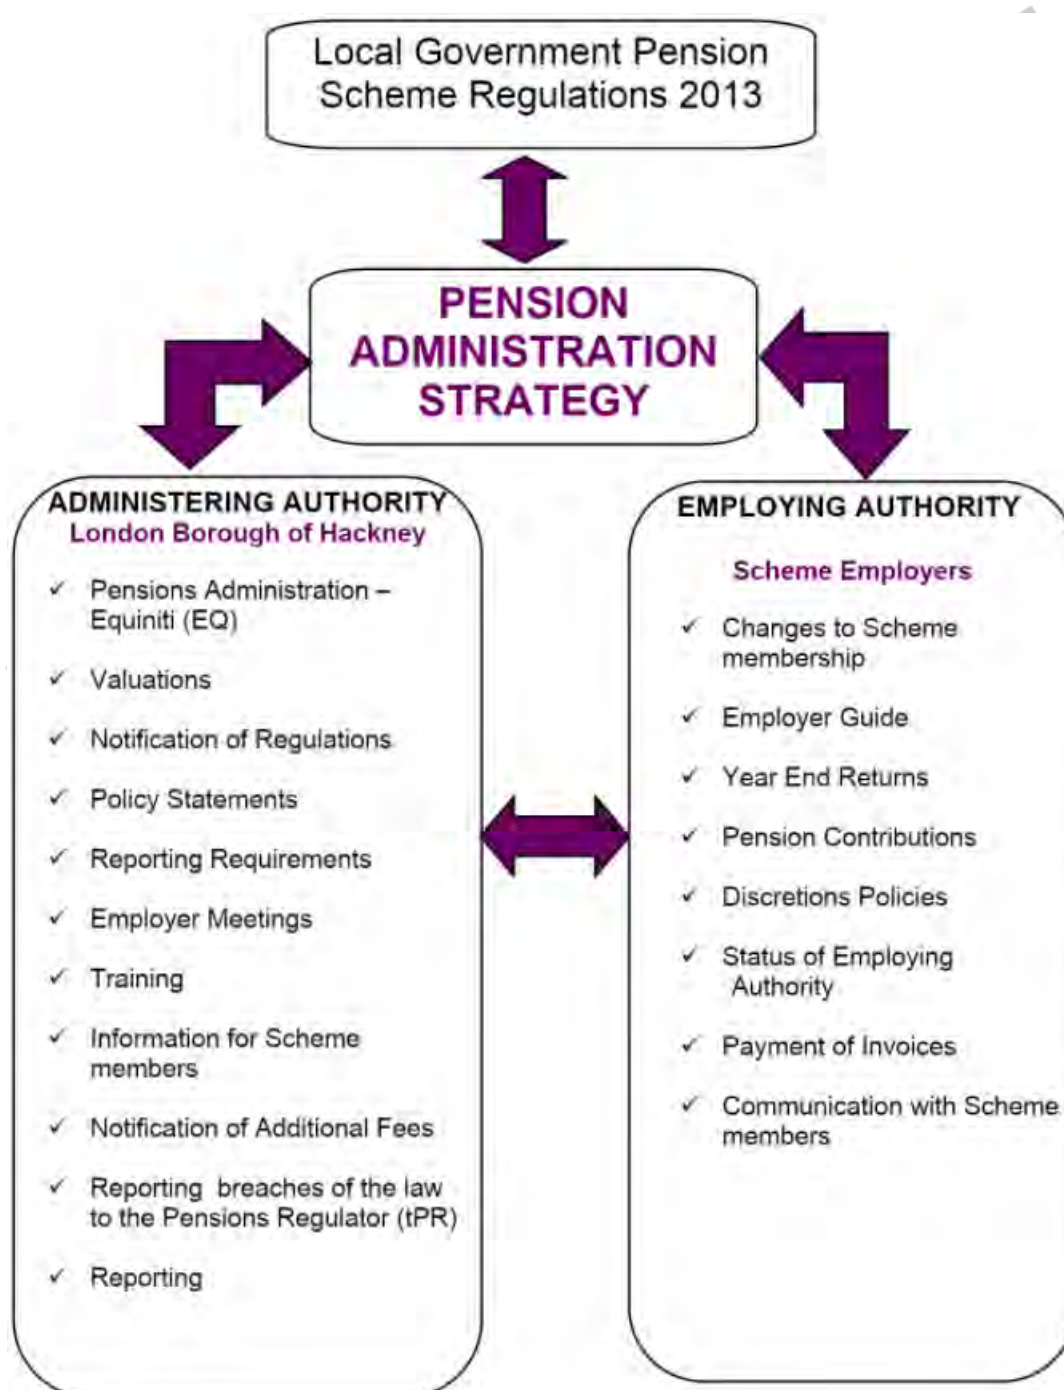 Local Government Pension
Scheme Regulations 2013
PENSION
ADMINISTRATION
STRATEGY
ADMINISTERING AUTHORITY
London Borough of Hackney
✓ Pensions Administration –
Equiniti (EQ)
✓ Valuations
✓ Notification of Regulations
✓ Policy Statements
✓ Reporting Requirements
✓ Employer Meetings
✓ Training
✓ Information for Scheme
members
✓ Notification of Additional Fees
✓ Reporting breaches of the law
to the Pensions Regulator (tPR)
✓ Reporting
EMPLOYING AUTHORITY
Scheme Employers
✓ Changes to Scheme
membership
✓ Employer Guide
✓ Year End Returns
✓ Pension Contributions
✓ Discretions Policies
✓ Status of Employing
Authority
✓ Payment of Invoices
✓ Communication with Scheme
members